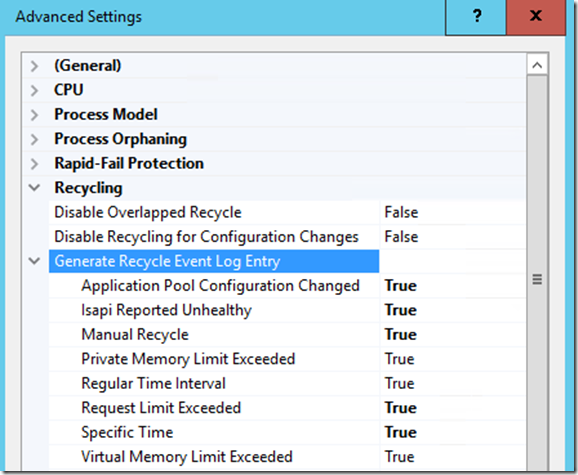 Advanced Settings ? x
(General)
CPU
Process Model
Process Orphaning
Rapid-Fail Protection
Recycling
Disable Overlapped Recycle False
Disable Recycling for Configuration Changes False
Generate Recycle Event Log Entry
Application Pool Configuration Changed True
Isapi Reported Unhealthy True
Manual Recycle True
Private Memory Limit Exceeded True
Regular Time Interval True
Request Limit Exceeded True
Specific Time True
Virtual Memory Limit Exceeded True